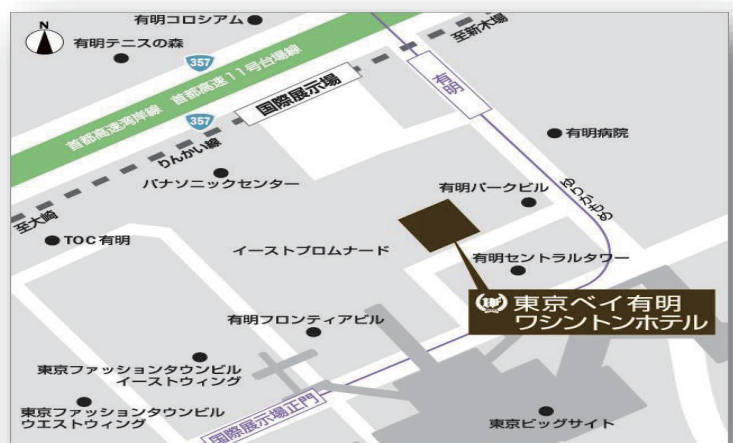 N
有明コロシアム
有明テニスの森
357
至新木場
首都高速湾岸線 首都高速11号台場線
国際展示場
有明
357
りんかい線
有明病院
パナソニックセンター
有明パークビル
ゆりかもめ
至大崎
TOC有明
イーストプロムナード
有明セントラルタワー
東京ベイ有明
ワシントンホテル
有明フロンティアビル
東京ファッションタウンビル
イーストウィング
東京ファッションタウンビル
ウエストウィング
国際展示場正門
東京ビッグサイト